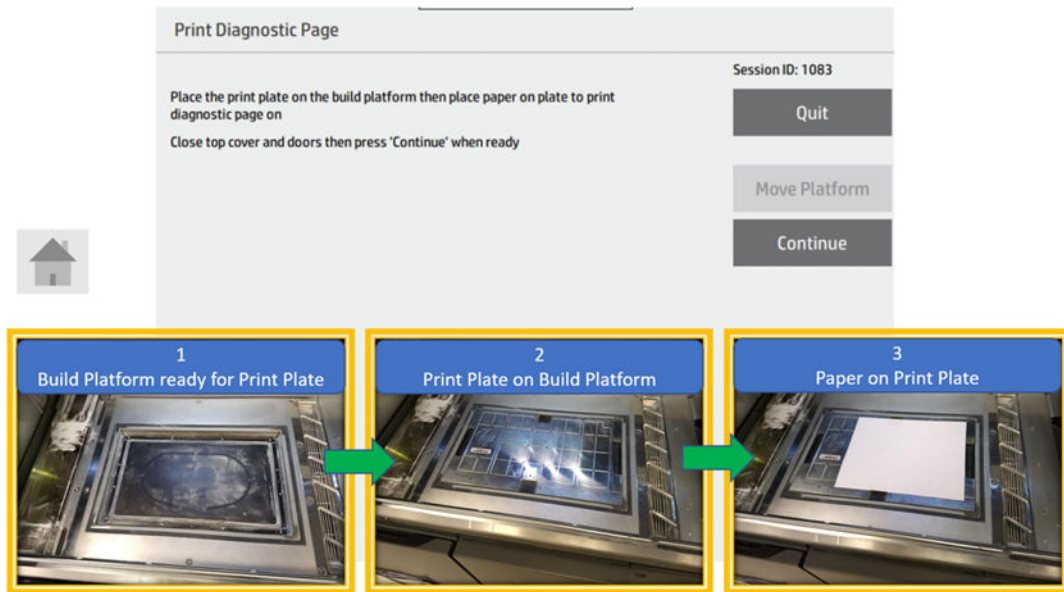 Print Diagnostic Page
Session ID: 1083
Place the print plate on the build platform then place paper on plate to print
diagnostic page on
Close top cover and doors then press 'Continue' when ready
Quit
Move Platform
Continue
1
Build Platform ready for Print Plate
2
Print Plate on Build Platform
3
Paper on Print Plate